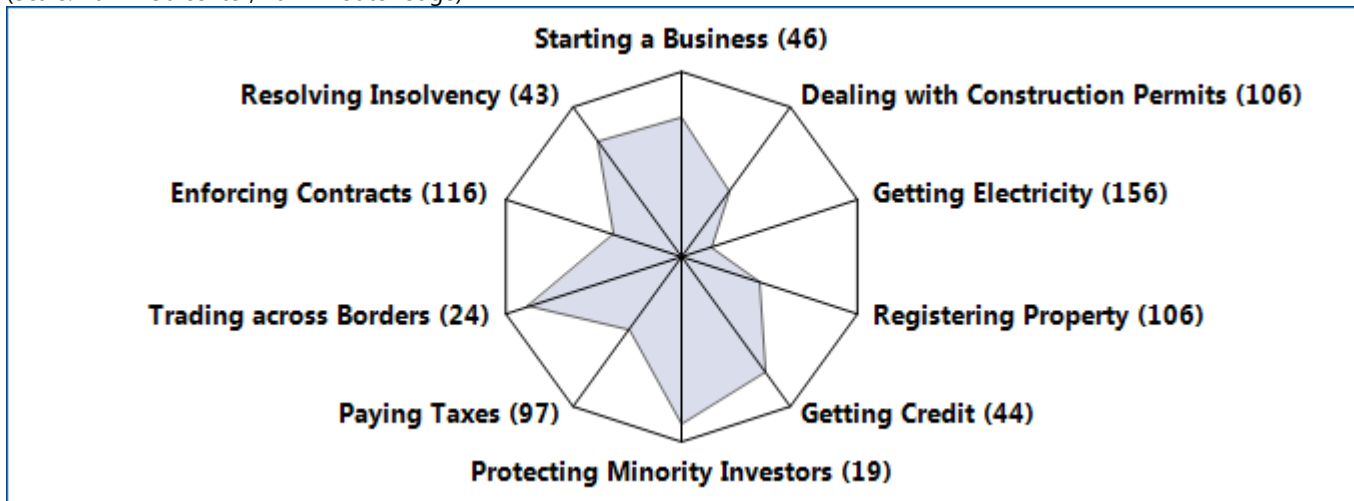 Starting a Business (46)
Resolving Insolvency (43)
Dealing with Construction Permits (106)
Enforcing Contracts (116)
Getting Electricity (156)
Trading across Borders (24)
Registering Property (106)
Paying Taxes (97)
Getting Credit (44)
Protecting Minority Investors (19)